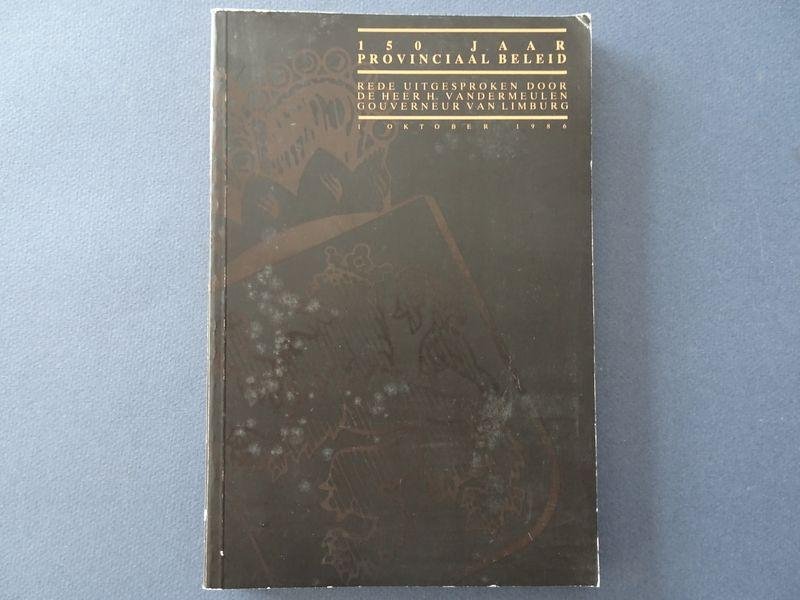 150 JAAR
PROVINCIAAL BELEID
REDE UITGESPROKEN DOOR
DE HEER H. VANDERMEULEN
GOUVERNEUR VAN LIMBURG
1 OKTOBER 1986